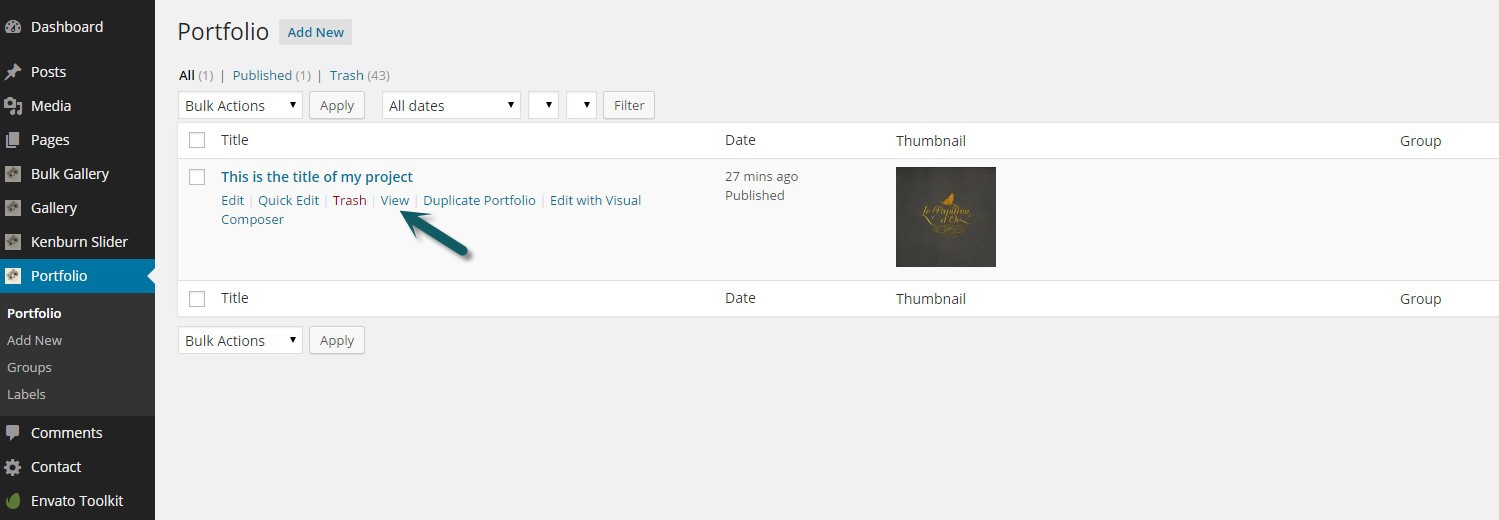 Dashboard
Posts
Media
Pages
Bulk Gallery
Gallery
Kenburn Slider
Portfolio
Portfolio
Add New
Groups
Labels
Comments
Contact
Envato Toolkit
Portfolio Add New
All (1) | Published (1) | Trash (43)
Bulk Actions Apply All dates Filter
Title Date Thumbnail Group
This is the title of my project 27 mins ago
Published
Edit | Quick Edit | Trash | View | Duplicate Portfolio | Edit with Visual
Composer
le Papillon
d'Or
Title Date Thumbnail Group
Bulk Actions Apply